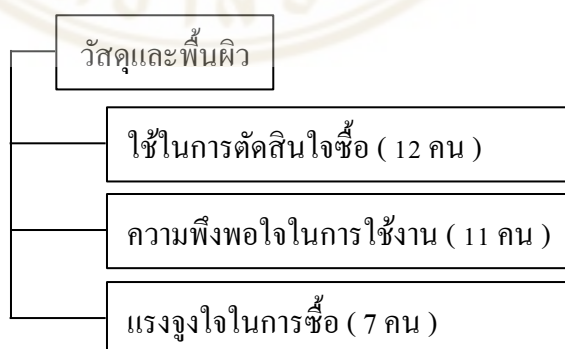 วัสดุและพื้นผิว
ใช้ในการตัดสินใจซื้อ ( 12 คน )
ความพึงพอใจในการใช้งาน ( 11 คน )
แรงจูงใจในการซื้อ ( 7 คน )